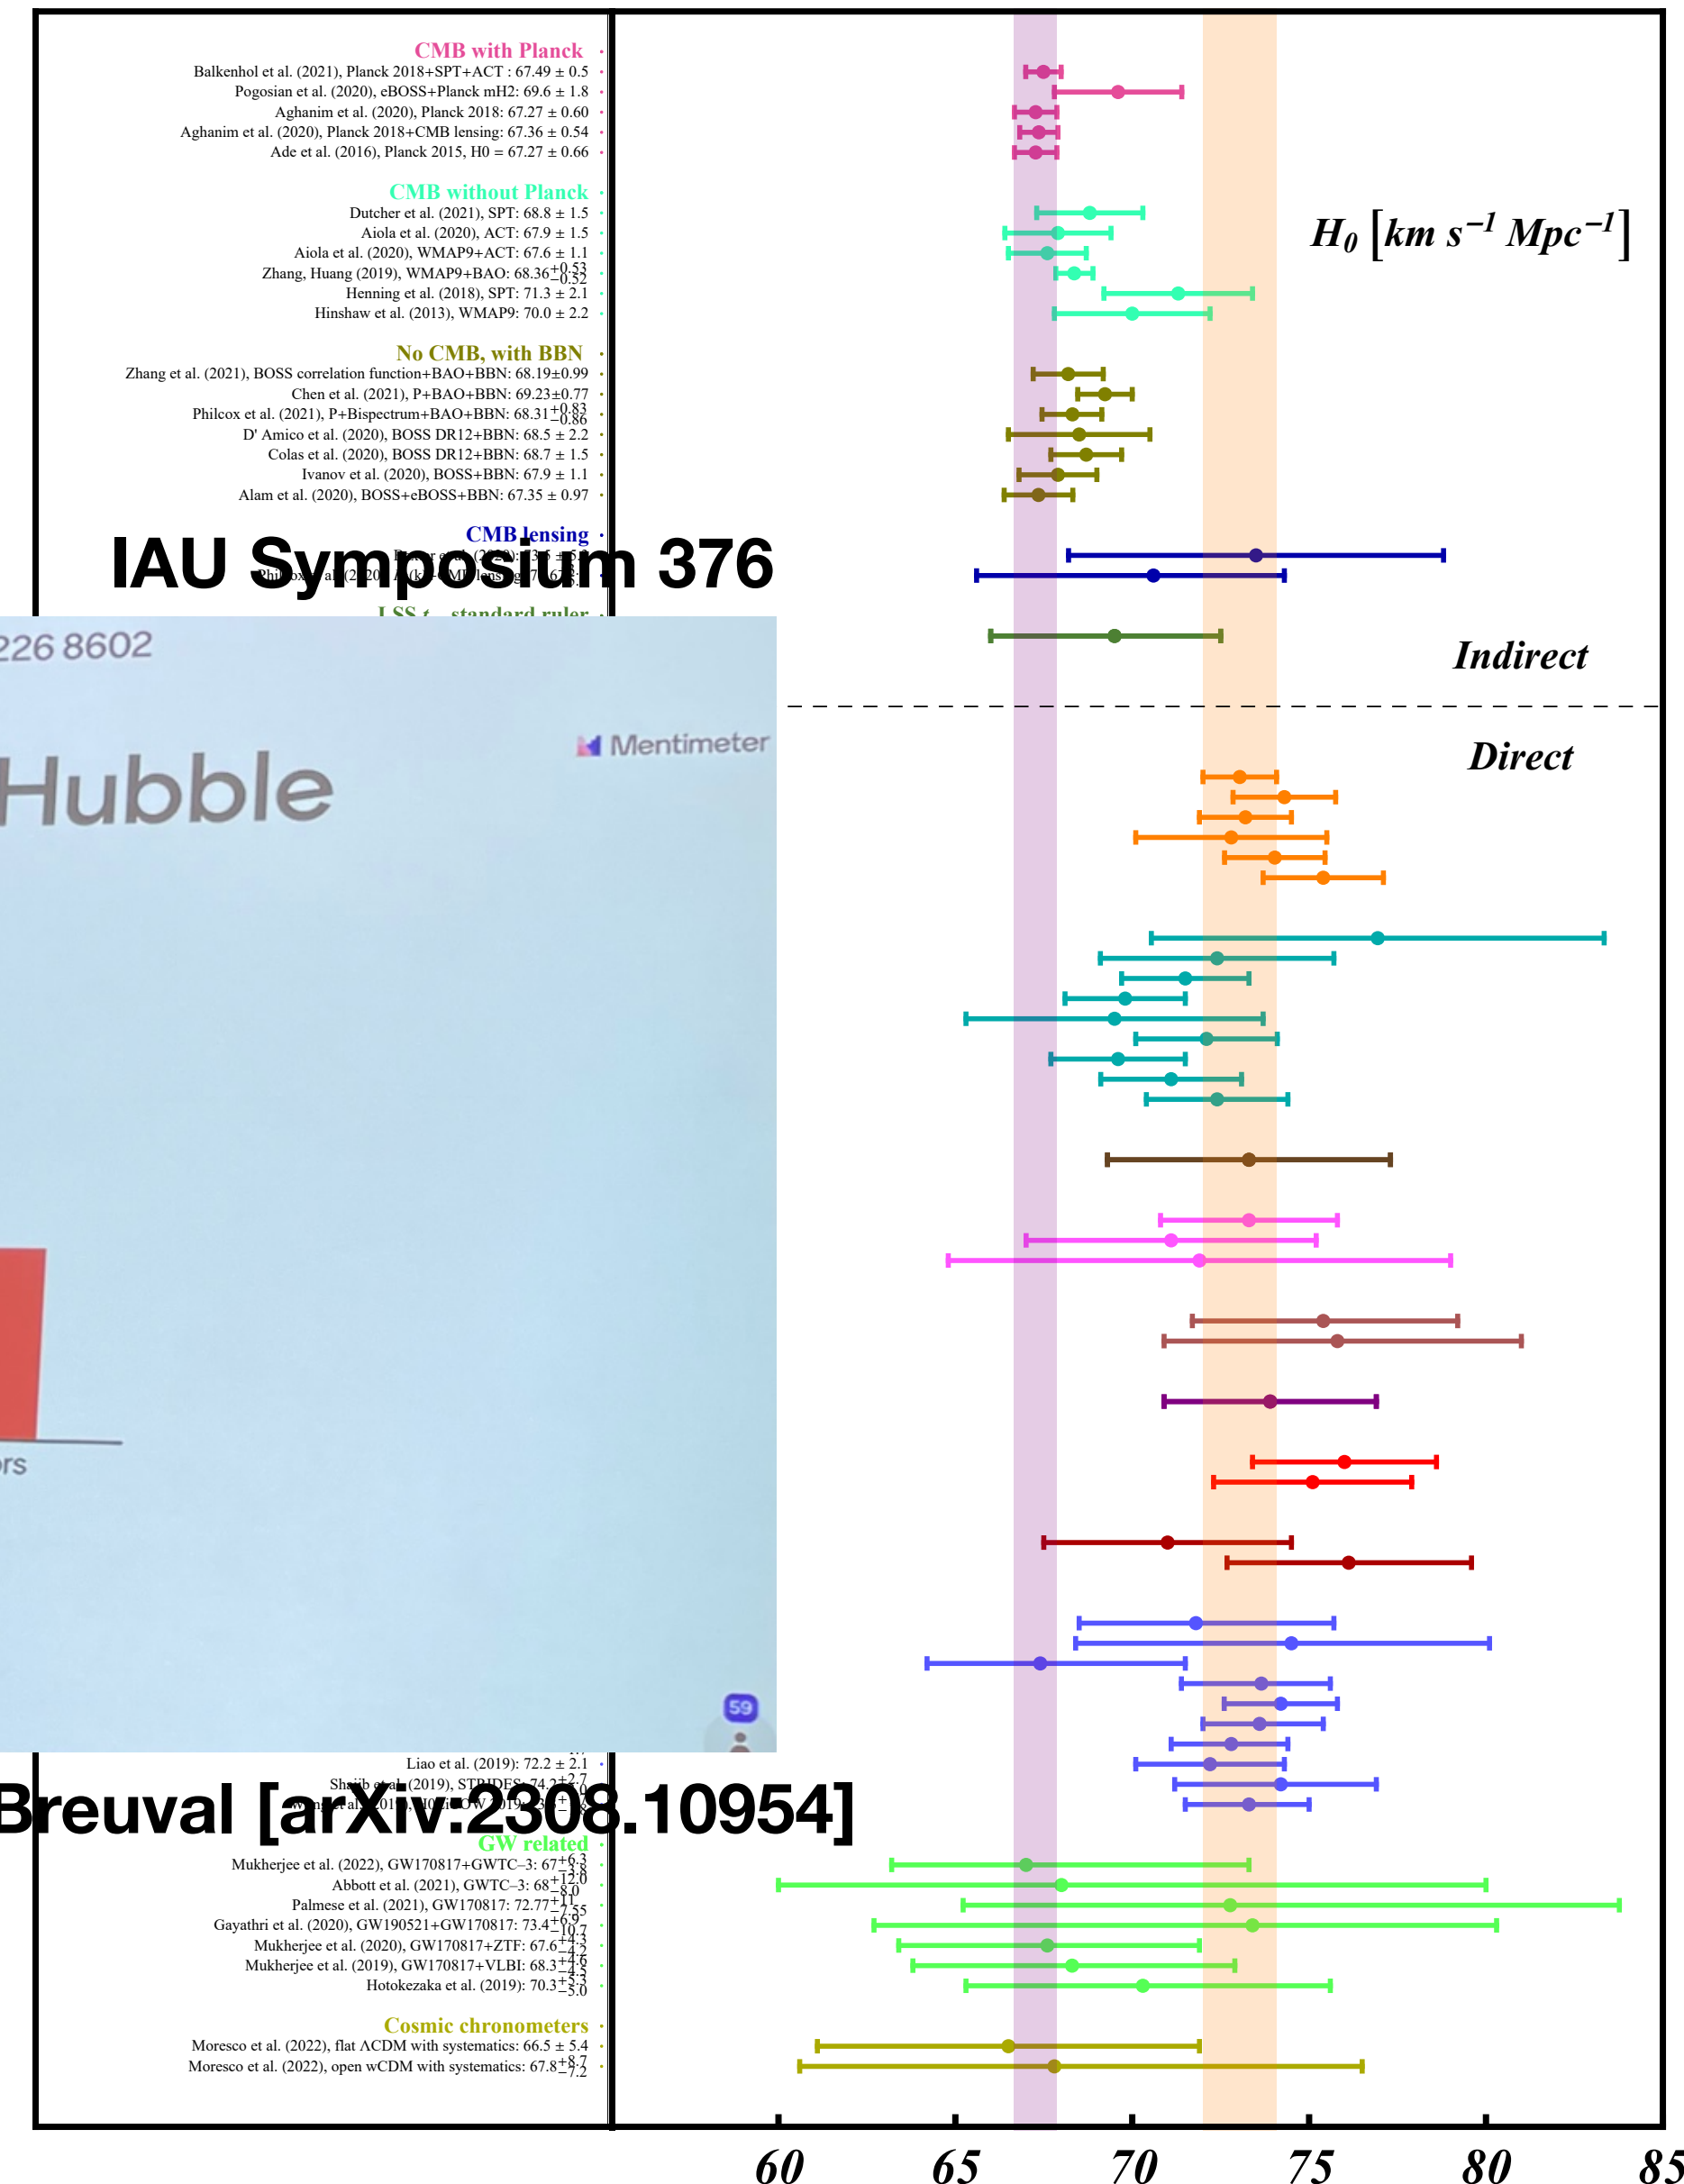 CMB with Planck
Balkenhol et al. (2021), Planck 2018+SPT+ACT : 67.49 ± 0.5
Pogosian et al. (2020), eBOSS+Planck mH2: 69.6 ± 1.8
Aghanim et al. (2020), Planck 2018: 67.27 ± 0.60
Aghanim et al. (2020), Planck 2018+CMB lensing: 67.36 ± 0.54
Ade et al. (2016), Planck 2015, H0 = 67.27 ± 0.66
CMB without Planck
Dutcher et al. (2021), SPT: 68.8 ± 1.5
Aiola et al. (2020), ACT: 67.9 ± 1.5
Aiola et al. (2020), WMAP9+ACT: 67.6 ± 1.1
Zhang, Huang (2019), WMAP9+BAO: 68.36+0.53−0.52
Henning et al. (2018), SPT: 71.3 ± 2.1
Hinshaw et al. (2013), WMAP9: 70.0 ± 2.2
H0 [km s−1 Mpc−1]
No CMB, with BBN
Zhang et al. (2021), BOSS correlation function+BAO+BBN: 68.19±0.99
Chen et al. (2021), P+BAO+BBN: 69.23±0.77
Philcox et al. (2021), P+Bispectrum+BAO+BBN: 68.31+0.83−0.86
D' Amico et al. (2020), BOSS DR12+BBN: 68.5 ± 2.2
Colas et al. (2020), BOSS DR12+BBN: 68.7 ± 1.5
Ivanov et al. (2020), BOSS+BBN: 67.9 ± 1.1
Alam et al. (2020), BOSS+eBOSS+BBN: 67.35 ± 0.97
CMB lensing
IAU Symposium 376
standard ruler
226 8602
Indirect
Mentimeter
Hubble
Direct
rs
59
Liao et al. (2019): 72.2 ± 2.1
Breuval [arXiv:2308.10954]
GW related
Mukherjee et al. (2022), GW170817+GWTC–3: 67+6.3−3.8
Abbott et al. (2021), GWTC–3: 68+12.0−8.0
Palmese et al. (2021), GW170817: 72.77+11−7.55
Gayathri et al. (2020), GW190521+GW170817: 73.4+6.9−10.7
Mukherjee et al. (2020), GW170817+ZTF: 67.6+4.3−4.2
Mukherjee et al. (2019), GW170817+VLBI: 68.3+4.6−4.5
Hotokezaka et al. (2019): 70.3+5.3−5.0
Cosmic chronometers
Moresco et al. (2022), flat ΛCDM with systematics: 66.5 ± 5.4
Moresco et al. (2022), open wCDM with systematics: 67.8+8.7−7.2
60 65 70 75 80 85